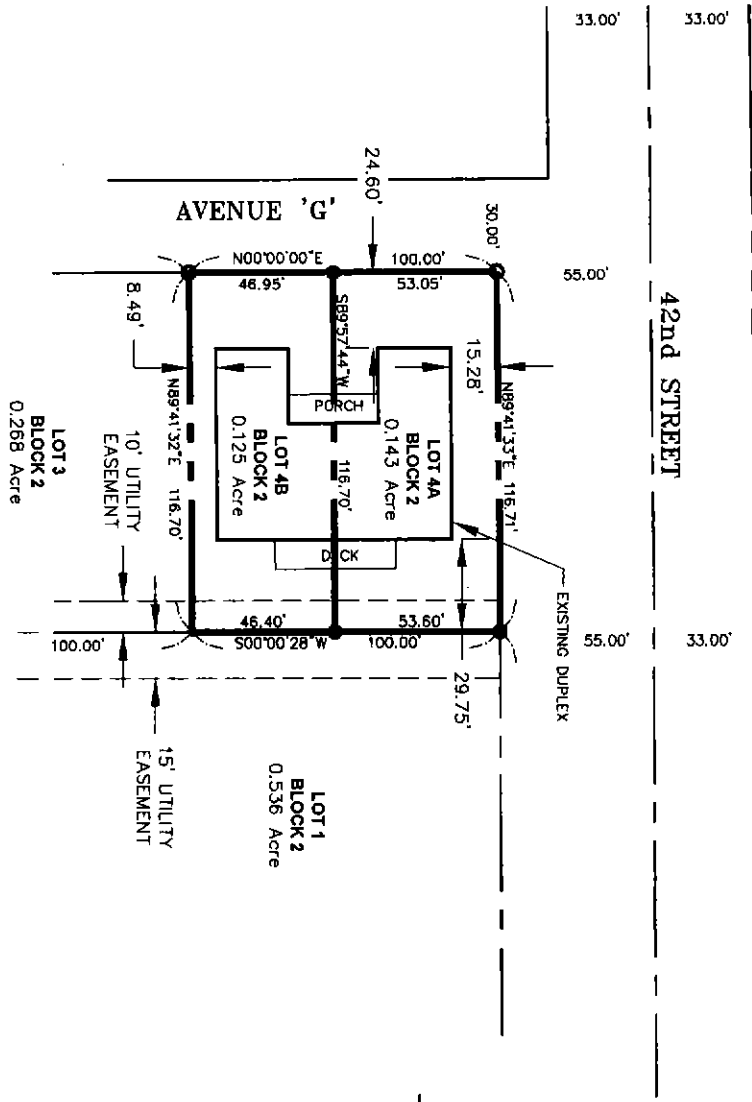 33.00'
33.00'
42nd STREET
AVENUE 'G'
24.60'
30.00'
55.00'
N00°00'00"E
100.00'
46.95'
53.05'
8.49'
S89°57'44"W
15.28'
N89°41'32"E 116.70'
N89°41'33"E 116.71'
PORCH
LOT 4A
BLOCK 2
0.143 Acre
LOT 4B
BLOCK 2
0.125 Acre
116.70'
LOT 3
BLOCK 2
0.268 Acre
10' UTILITY
EASEMENT
DECK
EXISTING DUPLEX
46.40'
53.60'
100.00'
S00°00'28"W
100.00'
55.00'
33.00'
29.75'
15' UTILITY
EASEMENT
LOT 1
BLOCK 2
0.536 Acre